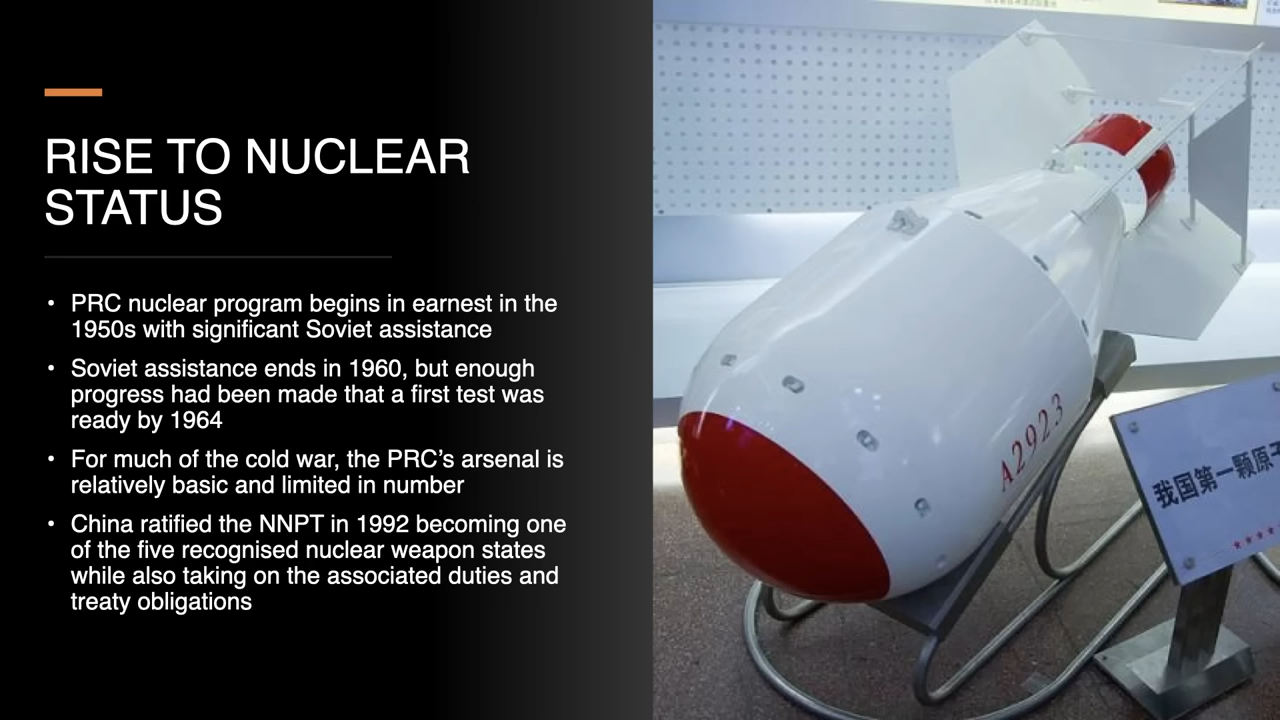 RISE TO NUCLEAR
STATUS
• PRC nuclear program begins in earnest in the
1950s with significant Soviet assistance
• Soviet assistance ends in 1960, but enough
progress had been made that a first test was
ready by 1964
• For much of the cold war, the PRC’s arsenal is
relatively basic and limited in number
• China ratified the NNPT in 1992 becoming one
of the five recognised nuclear weapon states
while also taking on the associated duties and
treaty obligations
A2923
我国第一颗原子